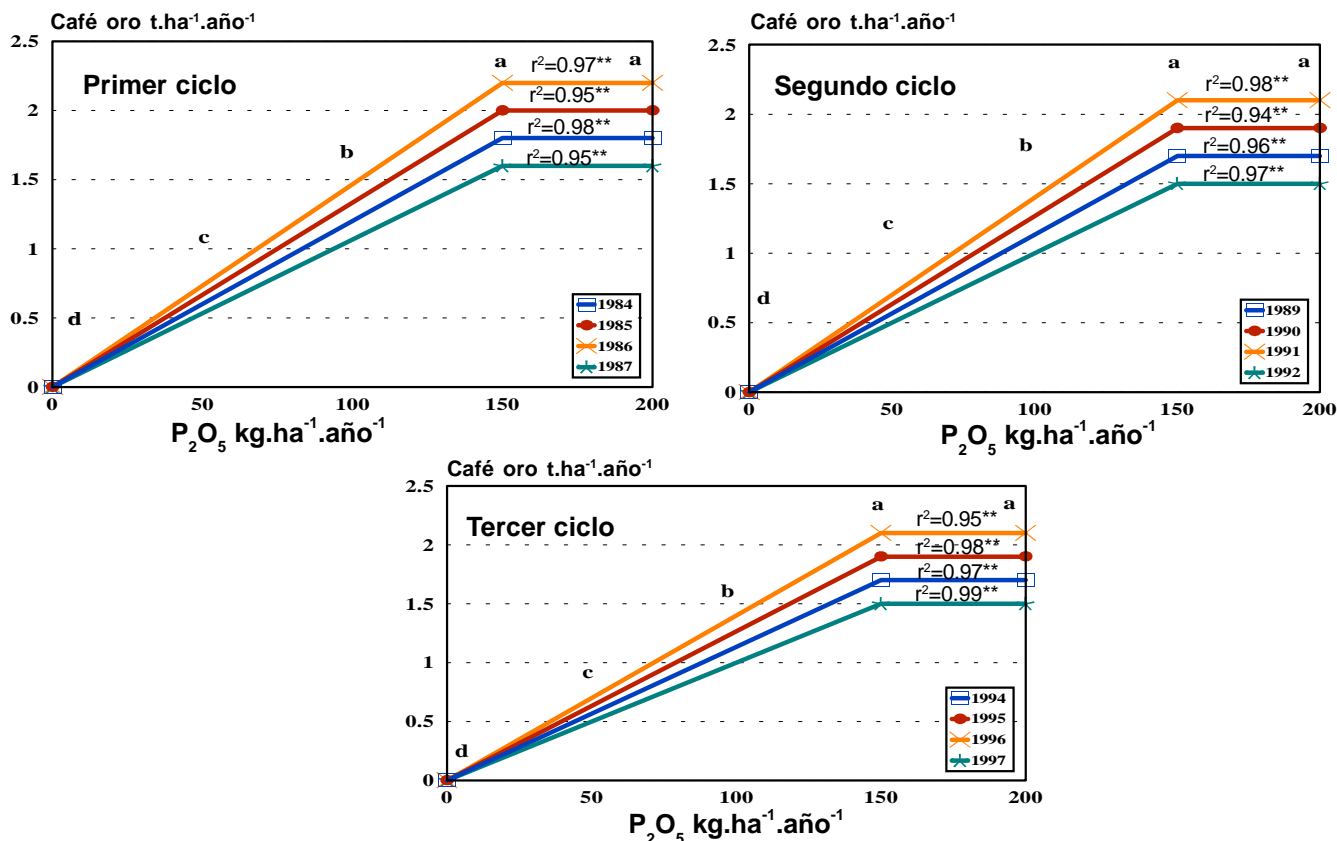 Café oro t.ha⁻¹.año⁻¹
2.5
2
1.5
1
0.5
0
Primer ciclo
a
a
b
c
d
r²=0.97**
r²=0.95**
r²=0.98**
r²=0.95**
1984
1985
1986
1987
0 50 100 150 200
P₂O₅ kg.ha⁻¹.año⁻¹
Café oro t.ha⁻¹.año⁻¹
2.5
2
1.5
1
0.5
0
Segundo ciclo
a
a
b
c
d
r²=0.98**
r²=0.94**
r²=0.96**
r²=0.97**
1989
1990
1991
1992
0 50 100 150 200
P₂O₅ kg.ha⁻¹.año⁻¹
Café oro t.ha⁻¹.año⁻¹
2.5
2
1.5
1
0.5
0
Tercer ciclo
a
a
b
c
d
r²=0.95**
r²=0.98**
r²=0.97**
r²=0.99**
1994
1995
1996
1997
0 50 100 150 200
P₂O₅ kg.ha⁻¹.año⁻¹